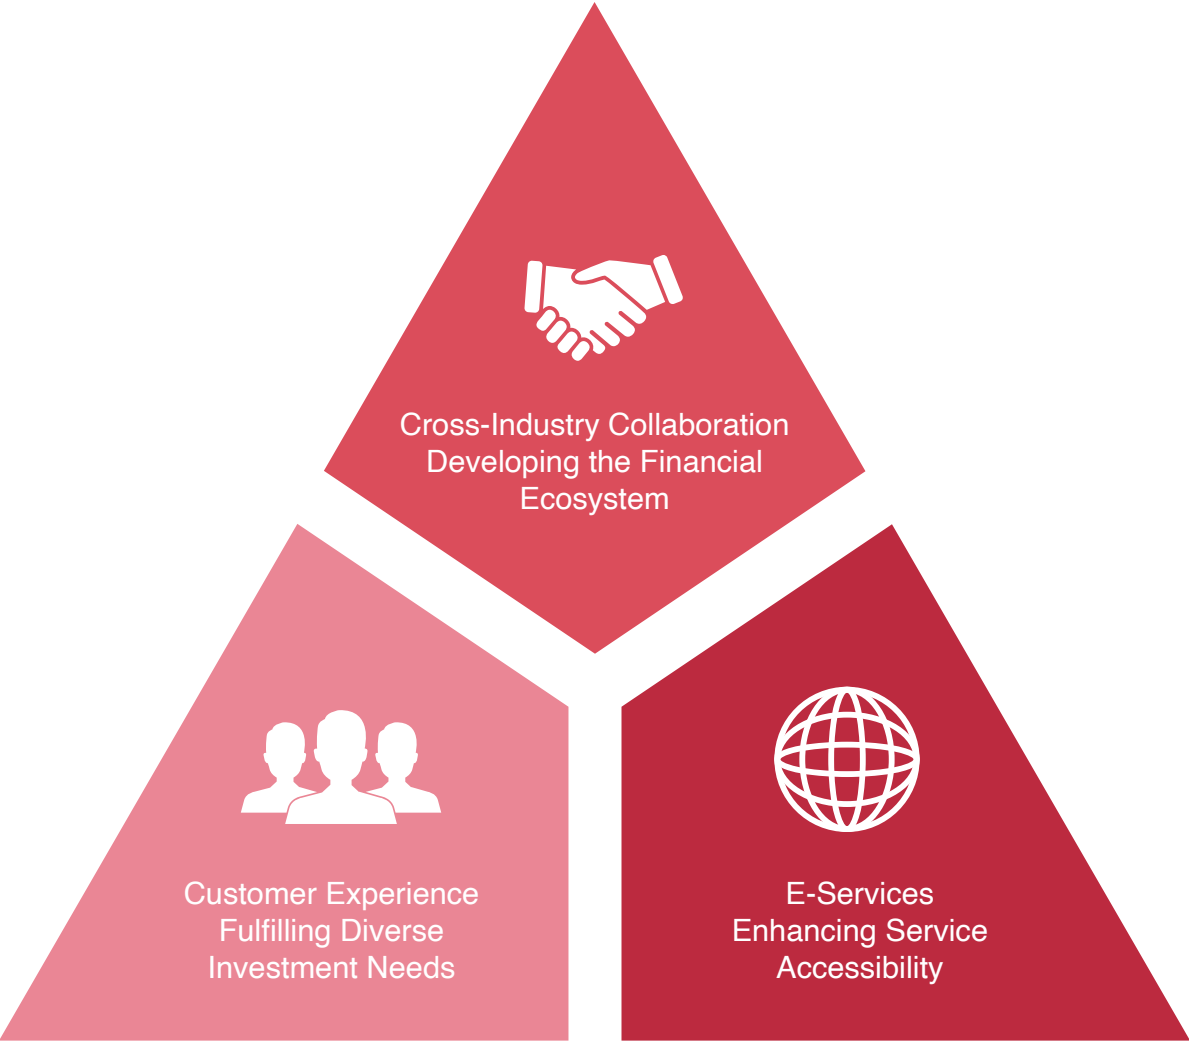 Cross-Industry Collaboration
Developing the Financial
Ecosystem
Customer Experience
Fulfilling Diverse
Investment Needs
E-Services
Enhancing Service
Accessibility